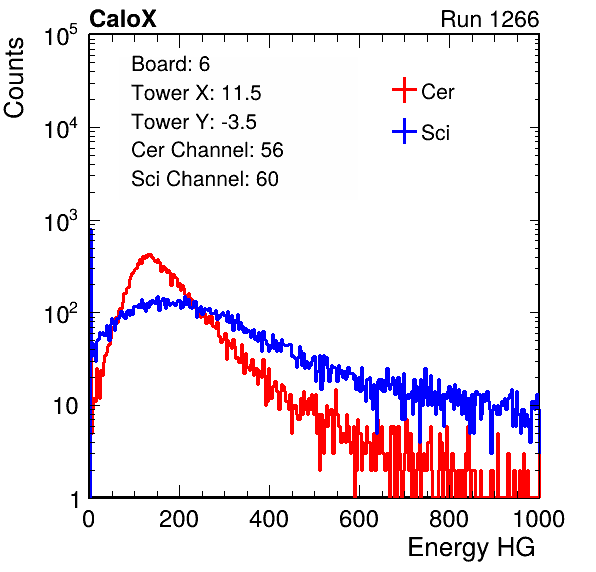 CaloX Run 1266
Counts
10^5
10^4
10^3
10^2
10
1
Board: 6
Tower X: 11.5
Tower Y: -3.5
Cer Channel: 56
Sci Channel: 60
Cer
Sci
0 200 400 600 800 1000
Energy HG